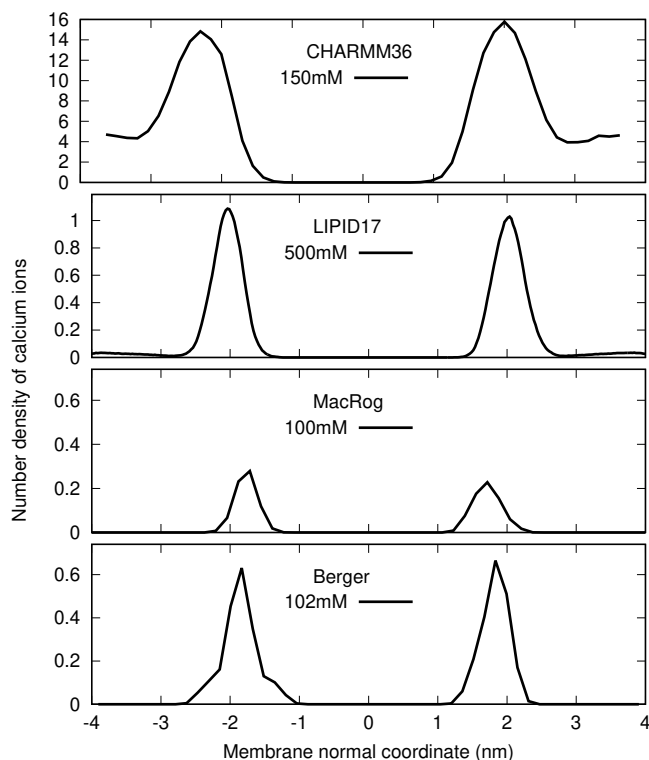 Number density of calcium ions
16
14
12
10
8
6
4
2
0
CHARMM36
150mM
1
0.8
0.6
0.4
0.2
0
LIPID17
500mM
0.6
0.4
0.2
0
MacRog
100mM
0.6
0.4
0.2
0
Berger
102mM
-4 -3 -2 -1 0 1 2 3 4
Membrane normal coordinate (nm)